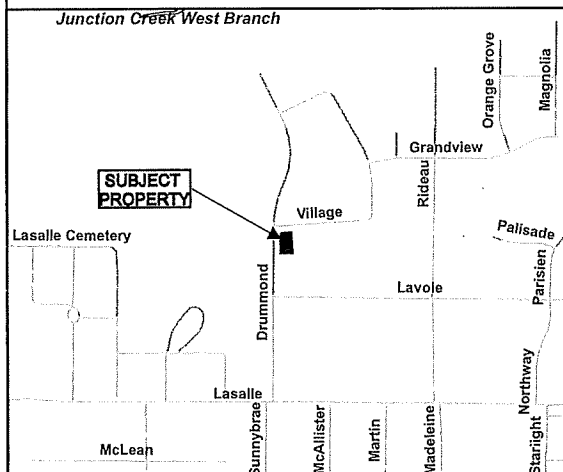 Junction Creek West Branch
Orange Grove
Magnolia
Grandview
Rideau
SUBJECT
PROPERTY
Village
Lasalle Cemetery
Palisade
Parisien
Drummond
Lavoie
Northway
Lasalle
Sunnybrae
McAllister
Martin
Madeleine
Starlight
McLean